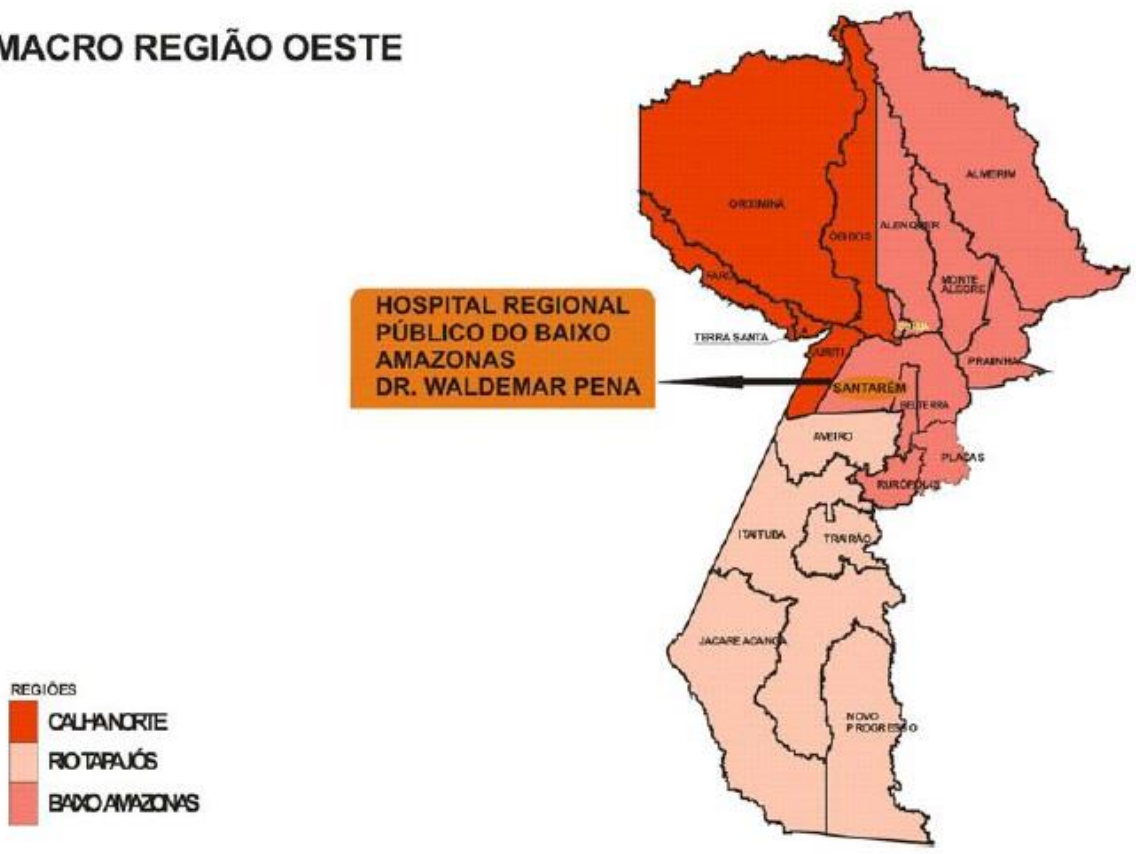 MACRO REGIÃO OESTE
ALMERIM
ORIXIMINÁ
ÓBIDOS
ALENQUER
FARO
MONTE
ALEGRE
HOSPITAL REGIONAL
PÚBLICO DO BAIXO
AMAZONAS
DR. WALDEMAR PENA
TERRA SANTA
JURITI
PRAINHA
SANTARÉM
BELTERRA
AVEIRO
PLACAS
RURÓPOLIS
ITAITUBA
TRAIRÃO
JACAREACANGA
NOVO
PROGRESSO
REGIÕES
CALHA NORTE
RIO TAPAJÓS
BAIXO AMAZONAS